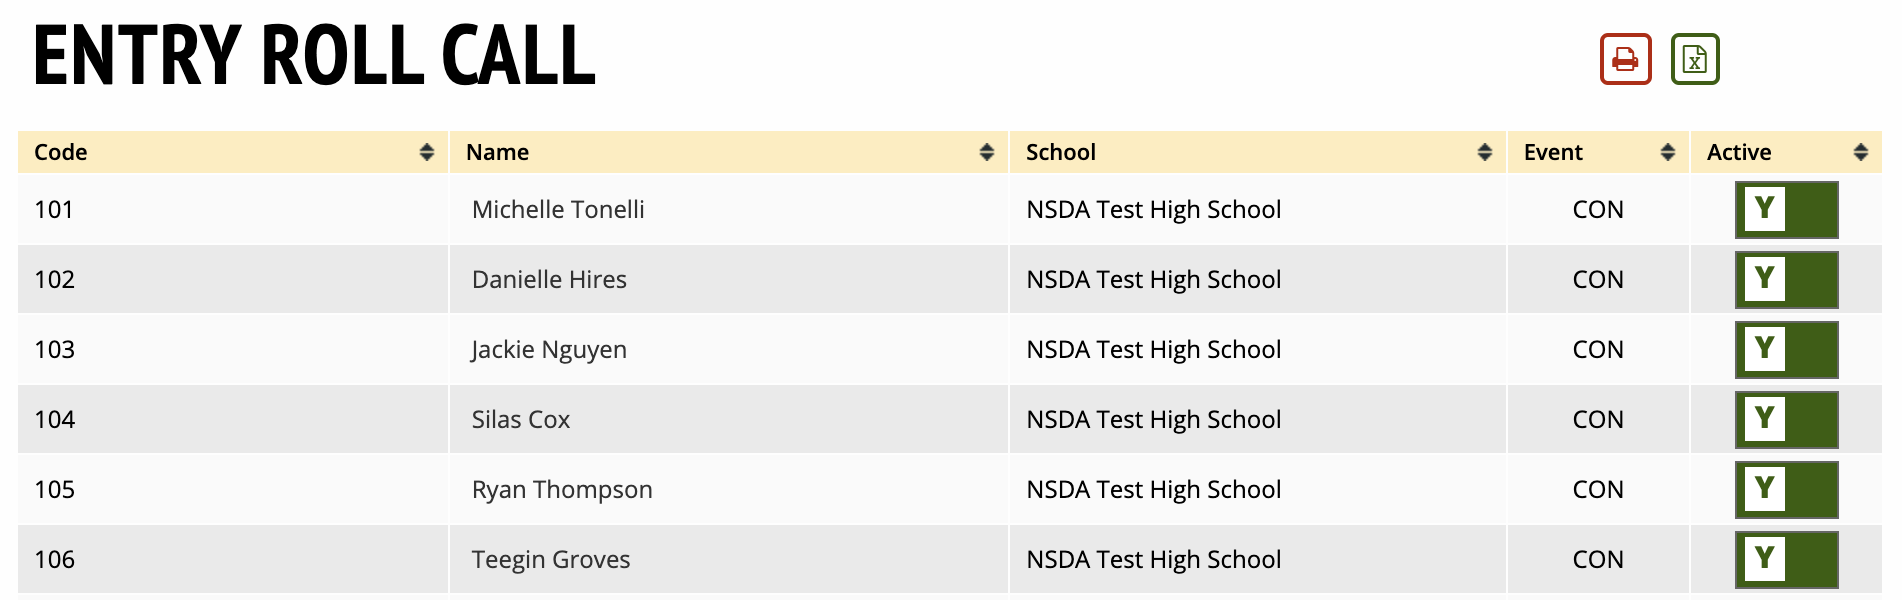 ENTRY ROLL CALL
Code Name School Event Active
101 Michelle Tonelli NSDA Test High School CON Y
102 Danielle Hires NSDA Test High School CON Y
103 Jackie Nguyen NSDA Test High School CON Y
104 Silas Cox NSDA Test High School CON Y
105 Ryan Thompson NSDA Test High School CON Y
106 Teegin Groves NSDA Test High School CON Y